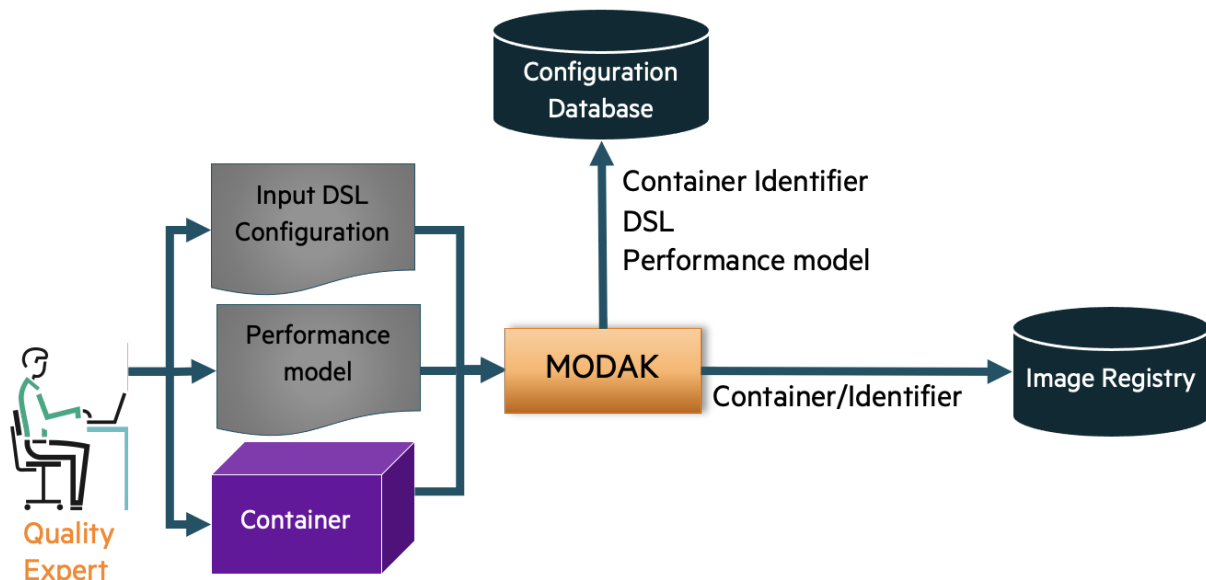 Configuration
Database
Input DSL
Configuration
Container Identifier
DSL
Performance model
Performance
model
MODAK
Container/Identifier
Image Registry
Container
Quality
Expert